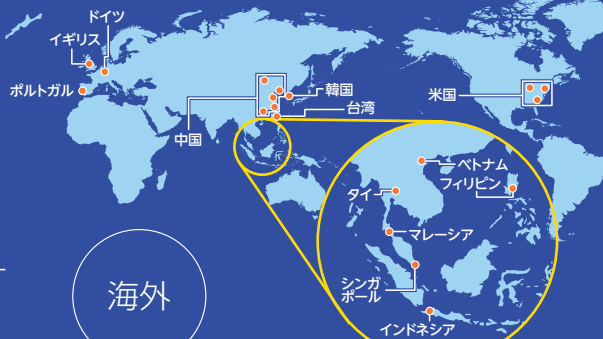 ドイツ
イギリス
ポルトガル
中国
韓国
台湾
米国
ベトナム
フィリピン
タイ
マレーシア
シンガ
ポール
インドネシア
海外